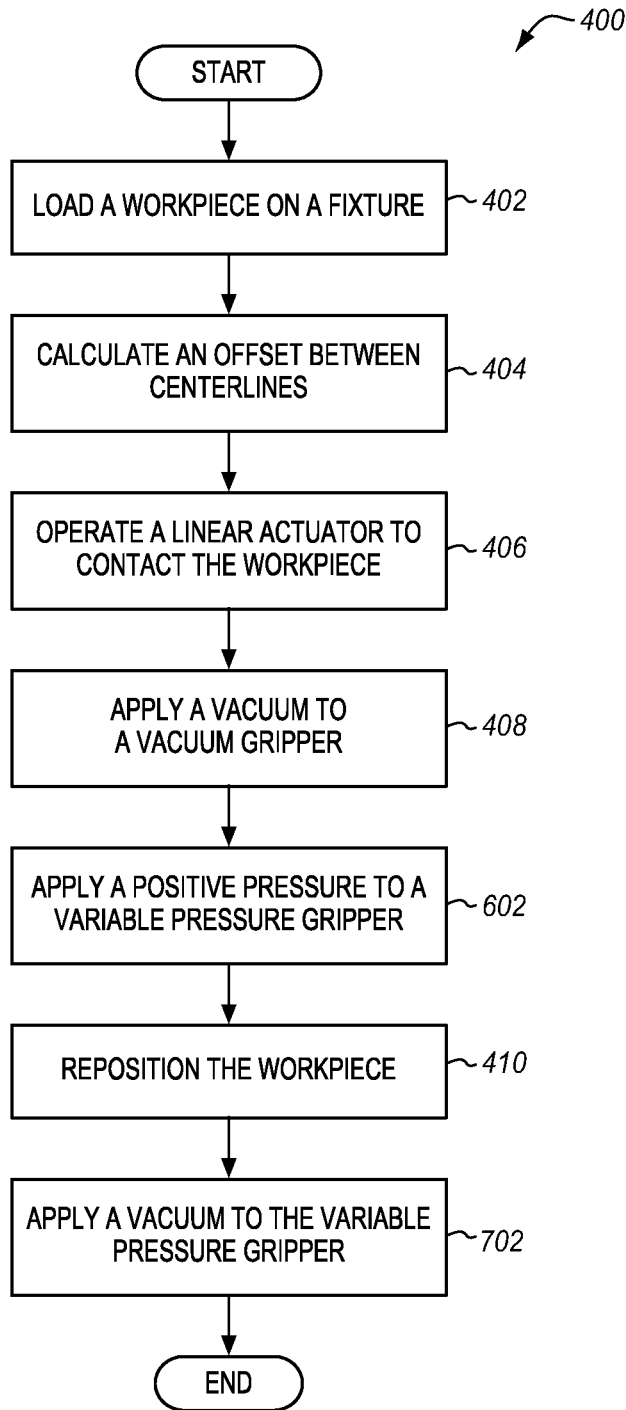 400
START
LOAD A WORKPIECE ON A FIXTURE
402
CALCULATE AN OFFSET BETWEEN
CENTERLINES
404
OPERATE A LINEAR ACTUATOR TO
CONTACT THE WORKPIECE
406
APPLY A VACUUM TO
A VACUUM GRIPPER
408
APPLY A POSITIVE PRESSURE TO A
VARIABLE PRESSURE GRIPPER
602
REPOSITION THE WORKPIECE
410
APPLY A VACUUM TO THE VARIABLE
PRESSURE GRIPPER
702
END